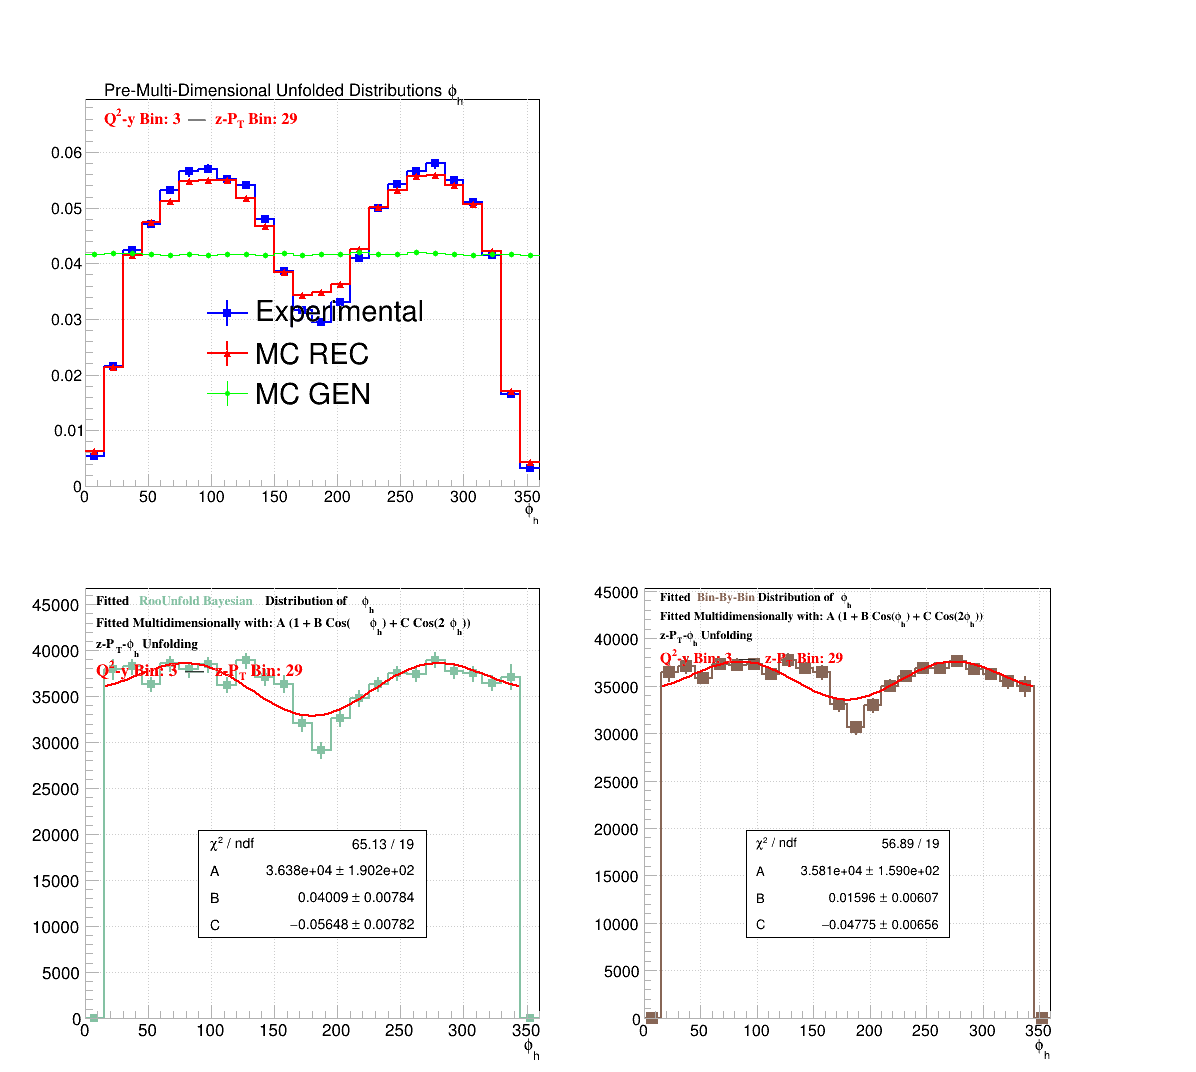 Pre-Multi-Dimensional Unfolded Distributions ϕh
Q2-y Bin: 3 — z-PT Bin: 29
0.06
0.05
0.04
0.03
0.02
0.01
0
Experimental
MC REC
MC GEN
0 50 100 150 200 250 300 350
ϕh
Fitted RooUnfold Bayesian Distribution of ϕh
Fitted Multidimensionally with: A (1 + B Cos( ϕh) + C Cos(2 ϕh))
z-PT-ϕh Unfolding
Q2-y Bin: 3 — z-PT Bin: 29
45000
40000
35000
30000
25000
20000
15000
10000
5000
0
χ2 / ndf 65.13 / 19
A 3.638e+04 ± 1.902e+02
B 0.04009 ± 0.00784
C −0.05648 ± 0.00782
0 50 100 150 200 250 300 350
ϕh
Fitted Bin-By-Bin Distribution of ϕh
Fitted Multidimensionally with: A (1 + B Cos(ϕh) + C Cos(2ϕh))
z-PT-ϕh Unfolding
Q2-y Bin: 3 — z-PT Bin: 29
45000
40000
35000
30000
25000
20000
15000
10000
5000
0
χ2 / ndf 56.89 / 19
A 3.581e+04 ± 1.590e+02
B 0.01596 ± 0.00607
C −0.04775 ± 0.00656
0 50 100 150 200 250 300 350
ϕh